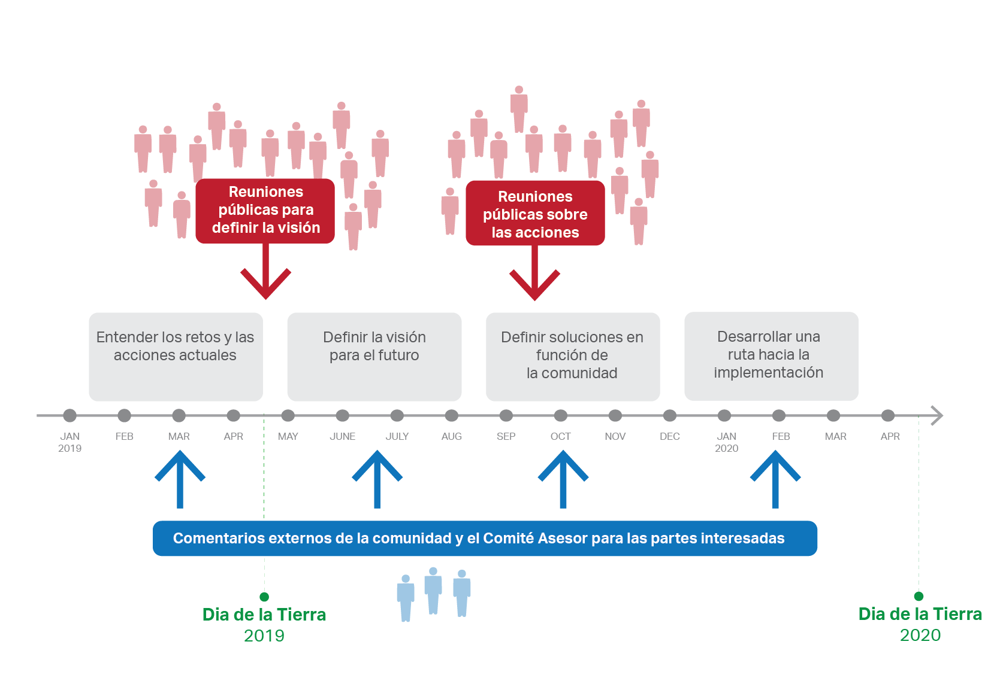 Reuniones
públicas para
definir la visión
Reuniones
públicas sobre
las acciones
Entender los retos y las
acciones actuales
Definir la visión
para el futuro
Definir soluciones en
función de
la comunidad
Desarrollar una
ruta hacia la
implementación
JAN
2019
FEB
MAR
APR
MAY
JUNE
JULY
AUG
SEP
OCT
NOV
DEC
JAN
2020
FEB
MAR
APR
Comentarios externos de la comunidad y el Comité Asesor para las partes interesadas
Dia de la Tierra
2019
Dia de la Tierra
2020